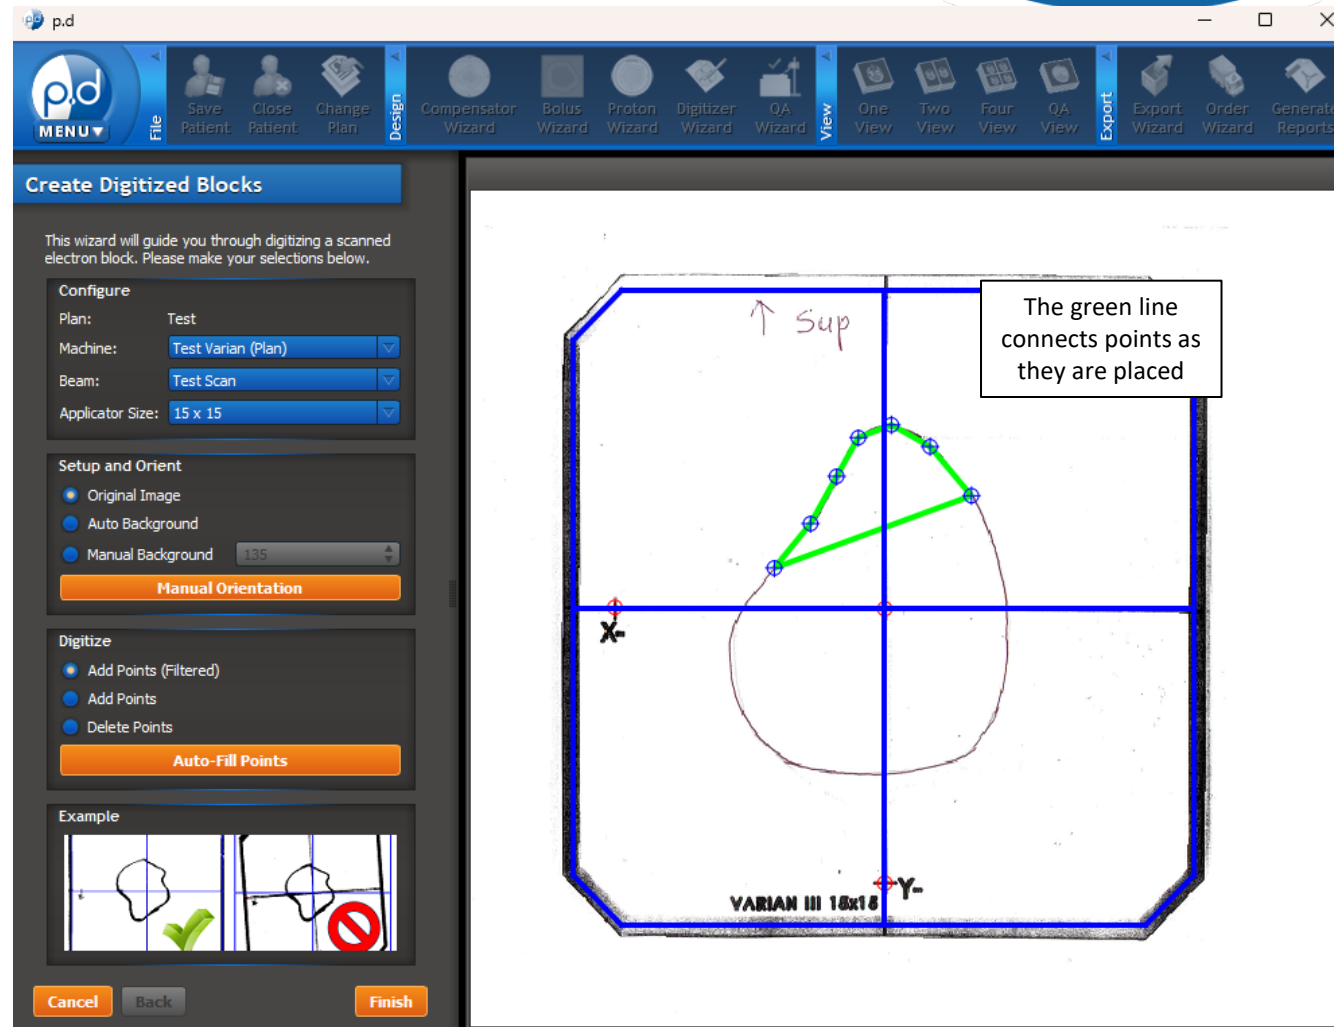 p.d
p.d
MENU
File
Save Patient
Close Patient
Change Plan
Design
Compensator Wizard
Bolus Wizard
Proton Wizard
Digitizer Wizard
QA Wizard
View
One View
Two View
Four View
QA View
Export
Export Wizard
Order Wizard
Generate Reports
Create Digitized Blocks
This wizard will guide you through digitizing a scanned
electron block. Please make your selections below.
Configure
Plan: Test
Machine: Test Varian (Plan)
Beam: Test Scan
Applicator Size: 15 x 15
Setup and Orient
Original Image
Auto Background
Manual Background 135
Manual Orientation
Digitize
Add Points (Filtered)
Add Points
Delete Points
Auto-Fill Points
Example
Cancel Back Finish
↑ Sup
The green line
connects points as
they are placed
X-
Y-
VARIAN III 15x15